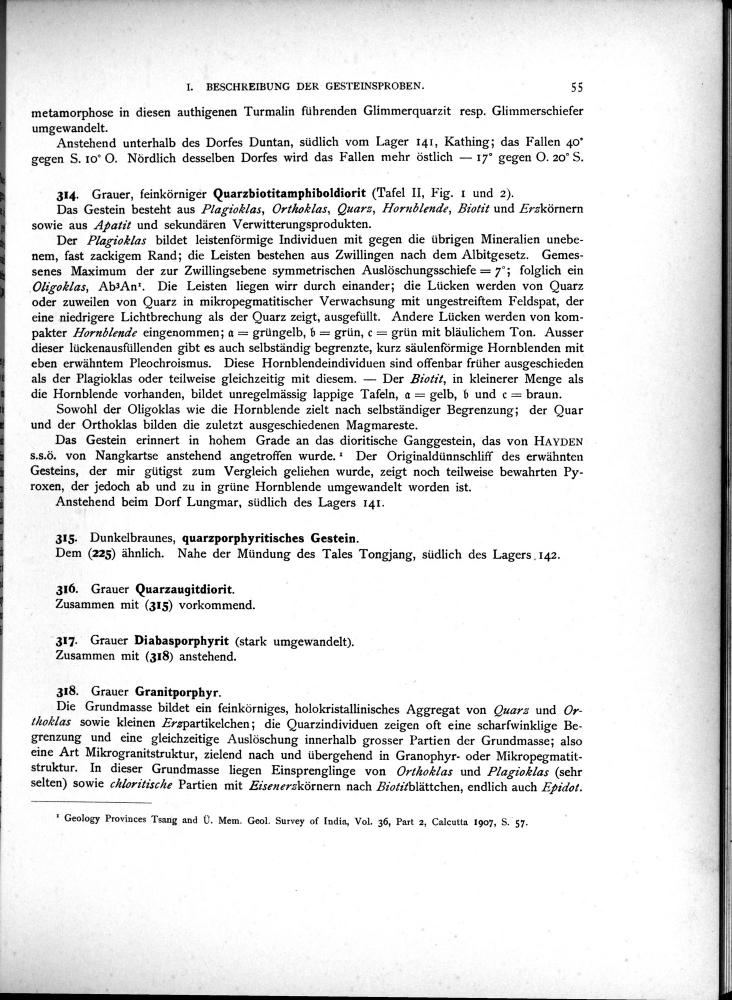 I. BESCHREIBUNG DER GESTEINSPROBEN. 55
metamorphose in diesen authigenen Turmalin führenden Glimmerquarzit resp. Glimmerschiefer
umgewandelt.
Anstehend unterhalb des Dorfes Duntan, südlich vom Lager 141, Kathing; das Fallen 40°
gegen S. 10° O. Nördlich desselben Dorfes wird das Fallen mehr östlich — 17° gegen O. 20° S.
314. Grauer, feinkörniger Quarzbiotitamphiboldiorit (Tafel II, Fig. 1 und 2).
Das Gestein besteht aus Plagioklas, Orthoklas, Quarz, Hornblende, Biotit und Erzkörnern
sowie aus Apatit und sekundären Verwitterungsprodukten.
Der Plagioklas bildet leistenförmige Individuen mit gegen die übrigen Mineralien unebe-
nem, fast zackigem Rand; die Leisten bestehen aus Zwillingen nach dem Albitgesetz. Gemes-
senes Maximum der zur Zwillingsebene symmetrischen Auslöschungsschiefe = 7°; folglich ein
Oligoklas, Ab³An¹. Die Leisten liegen wirr durch einander; die Lücken werden von Quarz
oder zuweilen von Quarz in mikropegmatitischer Verwachsung mit ungestreiftem Feldspat, der
eine niedrigere Lichtbrechung als der Quarz zeigt, ausgefüllt. Andere Lücken werden von kom-
pakter Hornblende eingenommen; a = grüngelb, b = grün, c = grün mit bläulichem Ton. Ausser
dieser lückenausfüllenden gibt es auch selbständig begrenzte, kurz säulenförmige Hornblenden mit
eben erwähntem Pleochroismus. Diese Hornblendeindividuen sind offenbar früher ausgeschieden
als der Plagioklas oder teilweise gleichzeitig mit diesem. — Der Biotit, in kleinerer Menge als
die Hornblende vorhanden, bildet unregelmässig lappige Tafeln, a = gelb, b und c = braun.
Sowohl der Oligoklas wie die Hornblende zielt nach selbständiger Begrenzung; der Quar
und der Orthoklas bilden die zuletzt ausgeschiedenen Magmareste.
Das Gestein erinnert in hohem Grade an das dioritische Ganggestein, das von HAYDEN
s.s.ö. von Nangkartse anstehend angetroffen wurde.¹ Der Originaldünnschliff des erwähnten
Gesteins, der mir gütigst zum Vergleich geliehen wurde, zeigt noch teilweise bewahrten Py-
roxen, der jedoch ab und zu in grüne Hornblende umgewandelt worden ist.
Anstehend beim Dorf Lungmar, südlich des Lagers 141.
315. Dunkelbraunes, quarzporphyritisches Gestein.
Dem (225) ähnlich. Nahe der Mündung des Tales Tongjang, südlich des Lagers 142.
316. Grauer Quarzaugitdiorit.
Zusammen mit (315) vorkommend.
317. Grauer Diabasporphyrit (stark umgewandelt).
Zusammen mit (318) anstehend.
318. Grauer Granitporphyr.
Die Grundmasse bildet ein feinkörniges, holokristallinisches Aggregat von Quarz und Or-
thoklas sowie kleinen Erzpartikelchen; die Quarzindividuen zeigen oft eine scharfwinklige Be-
grenzung und eine gleichzeitige Auslöschung innerhalb grosser Partien der Grundmasse; also
eine Art Mikrogranitstruktur, zielend nach und übergehend in Granophyr- oder Mikropegmatit-
struktur. In dieser Grundmasse liegen Einsprenglinge von Orthoklas und Plagioklas (sehr
selten) sowie chloritische Partien mit Eisenerzkörnern nach Biotitblättchen, endlich auch Epidot.
¹ Geology Provinces Tsang and Ü. Mem. Geol. Survey of India, Vol. 36, Part 2, Calcutta 1907, S. 57.